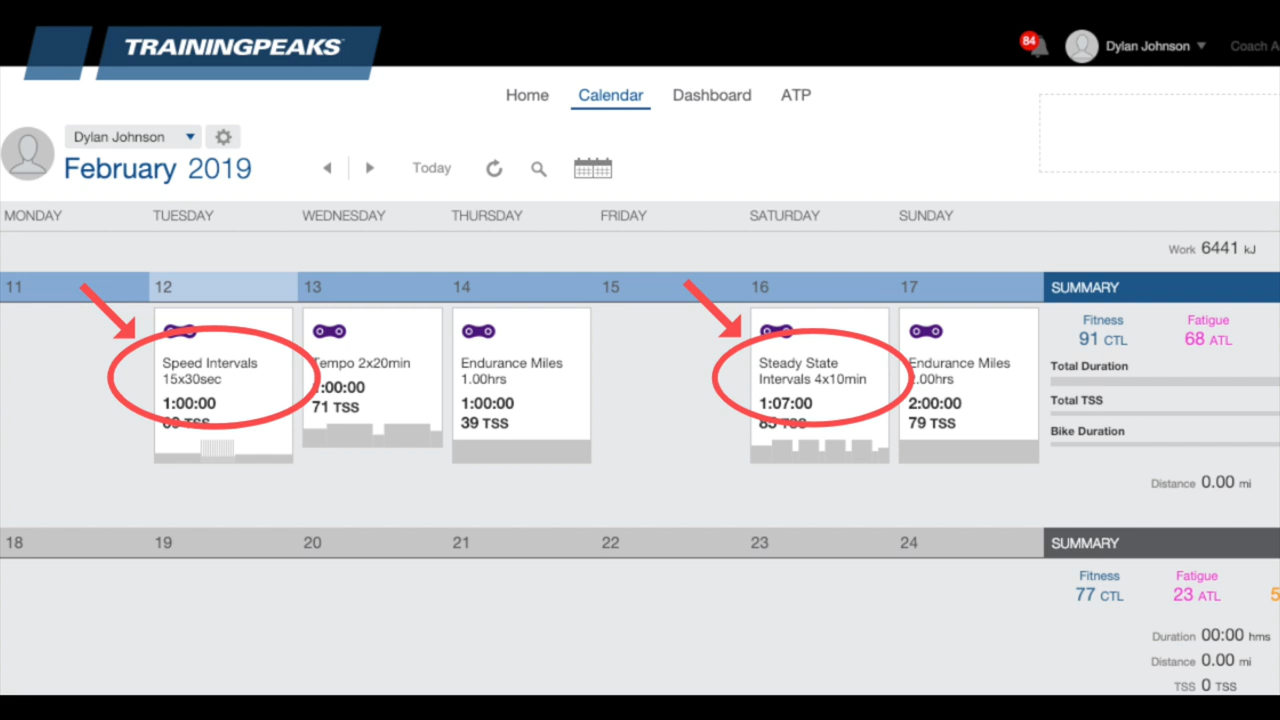 TRAININGPEAKS
84
Dylan Johnson
Coach A
Home Calendar Dashboard ATP
Dylan Johnson
February 2019
Today
MONDAY TUESDAY WEDNESDAY THURSDAY FRIDAY SATURDAY SUNDAY
Work 6441 kJ
11 12 13 14 15 16 17 SUMMARY
Speed Intervals
15x30sec
1:00:00
TSS
Tempo 2x20min
1:00:00
71 TSS
Endurance Miles
1.00hrs
1:00:00
39 TSS
Steady State
Intervals 4x10min
1:07:00
85 TSS
Endurance Miles
2.00hrs
2:00:00
79 TSS
Fitness
91 CTL
Fatigue
68 ATL
Total Duration
Total TSS
Bike Duration
Distance 0.00 mi
18 19 20 21 22 23 24 SUMMARY
Fitness
77 CTL
Fatigue
23 ATL
5
Duration 00:00 hms
Distance 0.00 mi
TSS 0 TSS